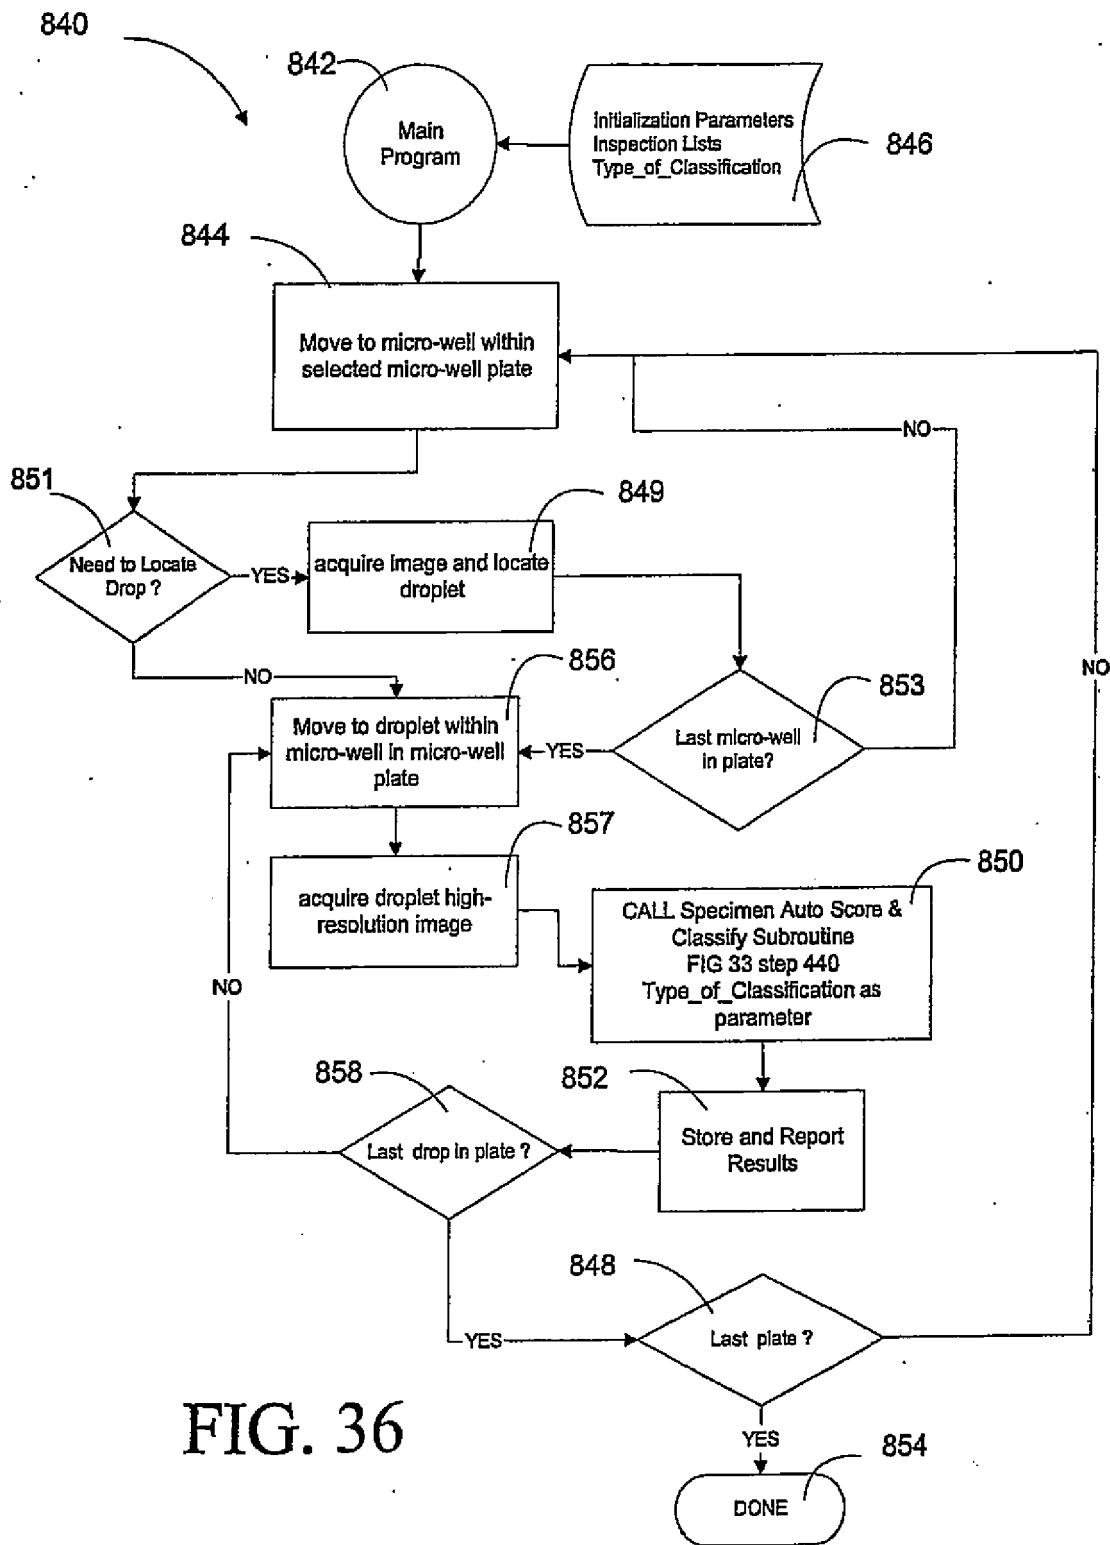 840
842
Main
Program
Initialization Parameters
Inspection Lists
Type_of_Classification
846
844
Move to micro-well within
selected micro-well plate
NO
851
Need to Locate
Drop ?
YES
849
acquire image and locate
droplet
NO
NO
856
Move to droplet within
micro-well in micro-well
plate
YES
853
Last micro-well
in plate?
857
acquire droplet high-
resolution image
850
CALL Specimen Auto Score &
Classify Subroutine
FIG 33 step 440
Type_of_Classification as
parameter
NO
858
Last drop in plate ?
852
Store and Report
Results
848
YES
Last plate ?
FIG. 36
YES
854
DONE